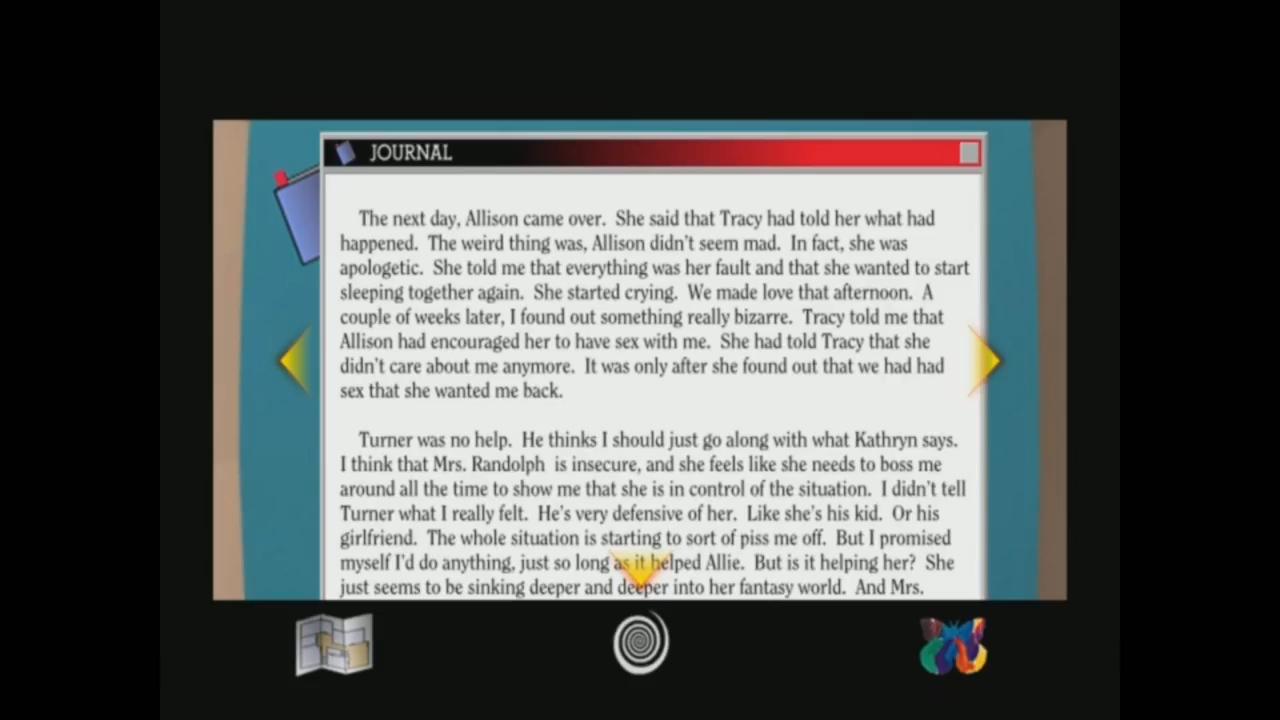 JOURNAL
The next day, Allison came over.  She said that Tracy had told her what had
happened.  The weird thing was, Allison didn't seem mad.  In fact, she was
apologetic.  She told me that everything was her fault and that she wanted to start
sleeping together again.  She started crying.  We made love that afternoon.  A
couple of weeks later, I found out something really bizarre.  Tracy told me that
Allison had encouraged her to have sex with me.  She had told Tracy that she
didn't care about me anymore.  It was only after she found out that we had had
sex that she wanted me back.
Turner was no help.  He thinks I should just go along with what Kathryn says.
I think that Mrs. Randolph  is insecure, and she feels like she needs to boss me
around all the time to show me that she is in control of the situation.  I didn't tell
Turner what I really felt.  He's very defensive of her.  Like she's his kid.  Or his
girlfriend.  The whole situation is starting to sort of piss me off.  But I promised
myself I'd do anything, just so long as it helped Allie.  But is it helping her?  She
just seems to be sinking deeper and deeper into her fantasy world.  And Mrs.